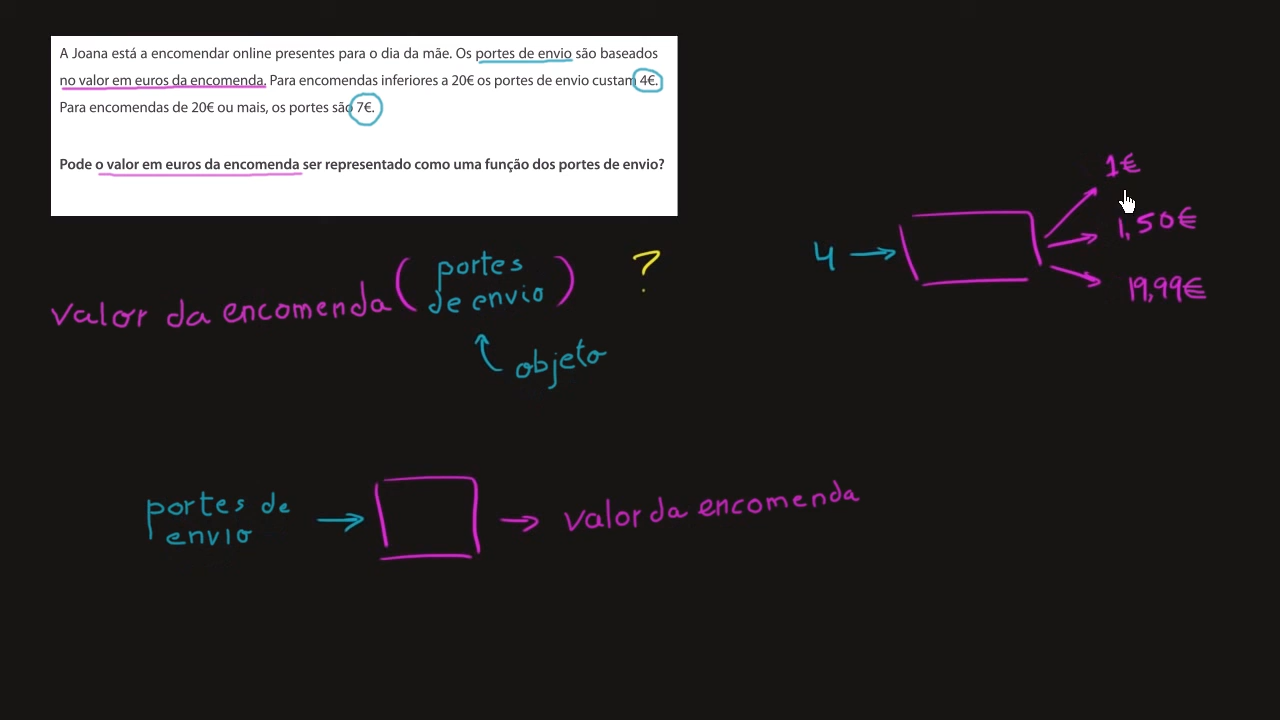 A Joana está a encomendar online presentes para o dia da mãe. Os portes de envio são baseados
no valor em euros da encomenda. Para encomendas inferiores a 20€ os portes de envio custam 4€.
Para encomendas de 20€ ou mais, os portes são 7€.
Pode o valor em euros da encomenda ser representado como uma função dos portes de envio?
valor da encomenda ( portes
de envio ) ?
objeto
4
1€
1,50€
19,99€
portes de
envio
valor da encomenda